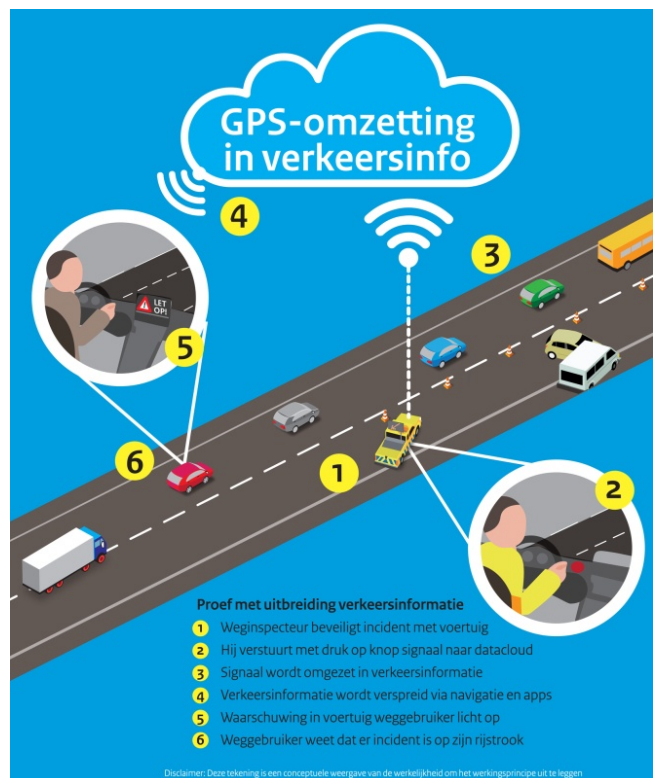 GPS-omzetting
in verkeersinfo
4
3
LET
OP!
5
6
1
2
Proef met uitbreiding verkeersinformatie
1 Weginspecteur beveiligt incident met voertuig
2 Hij verstuurt met druk op knop signaal naar datacloud
3 Signaal wordt omgezet in verkeersinformatie
4 Verkeersinformatie wordt verspreid via navigatie en apps
5 Waarschuwing in voertuig weggebruiker licht op
6 Weggebruiker weet dat er incident is op zijn rijstrook
Disclaimer: Deze tekening is een conceptuele weergave van de werkelijkheid om het werkingsprincipe uit te leggen